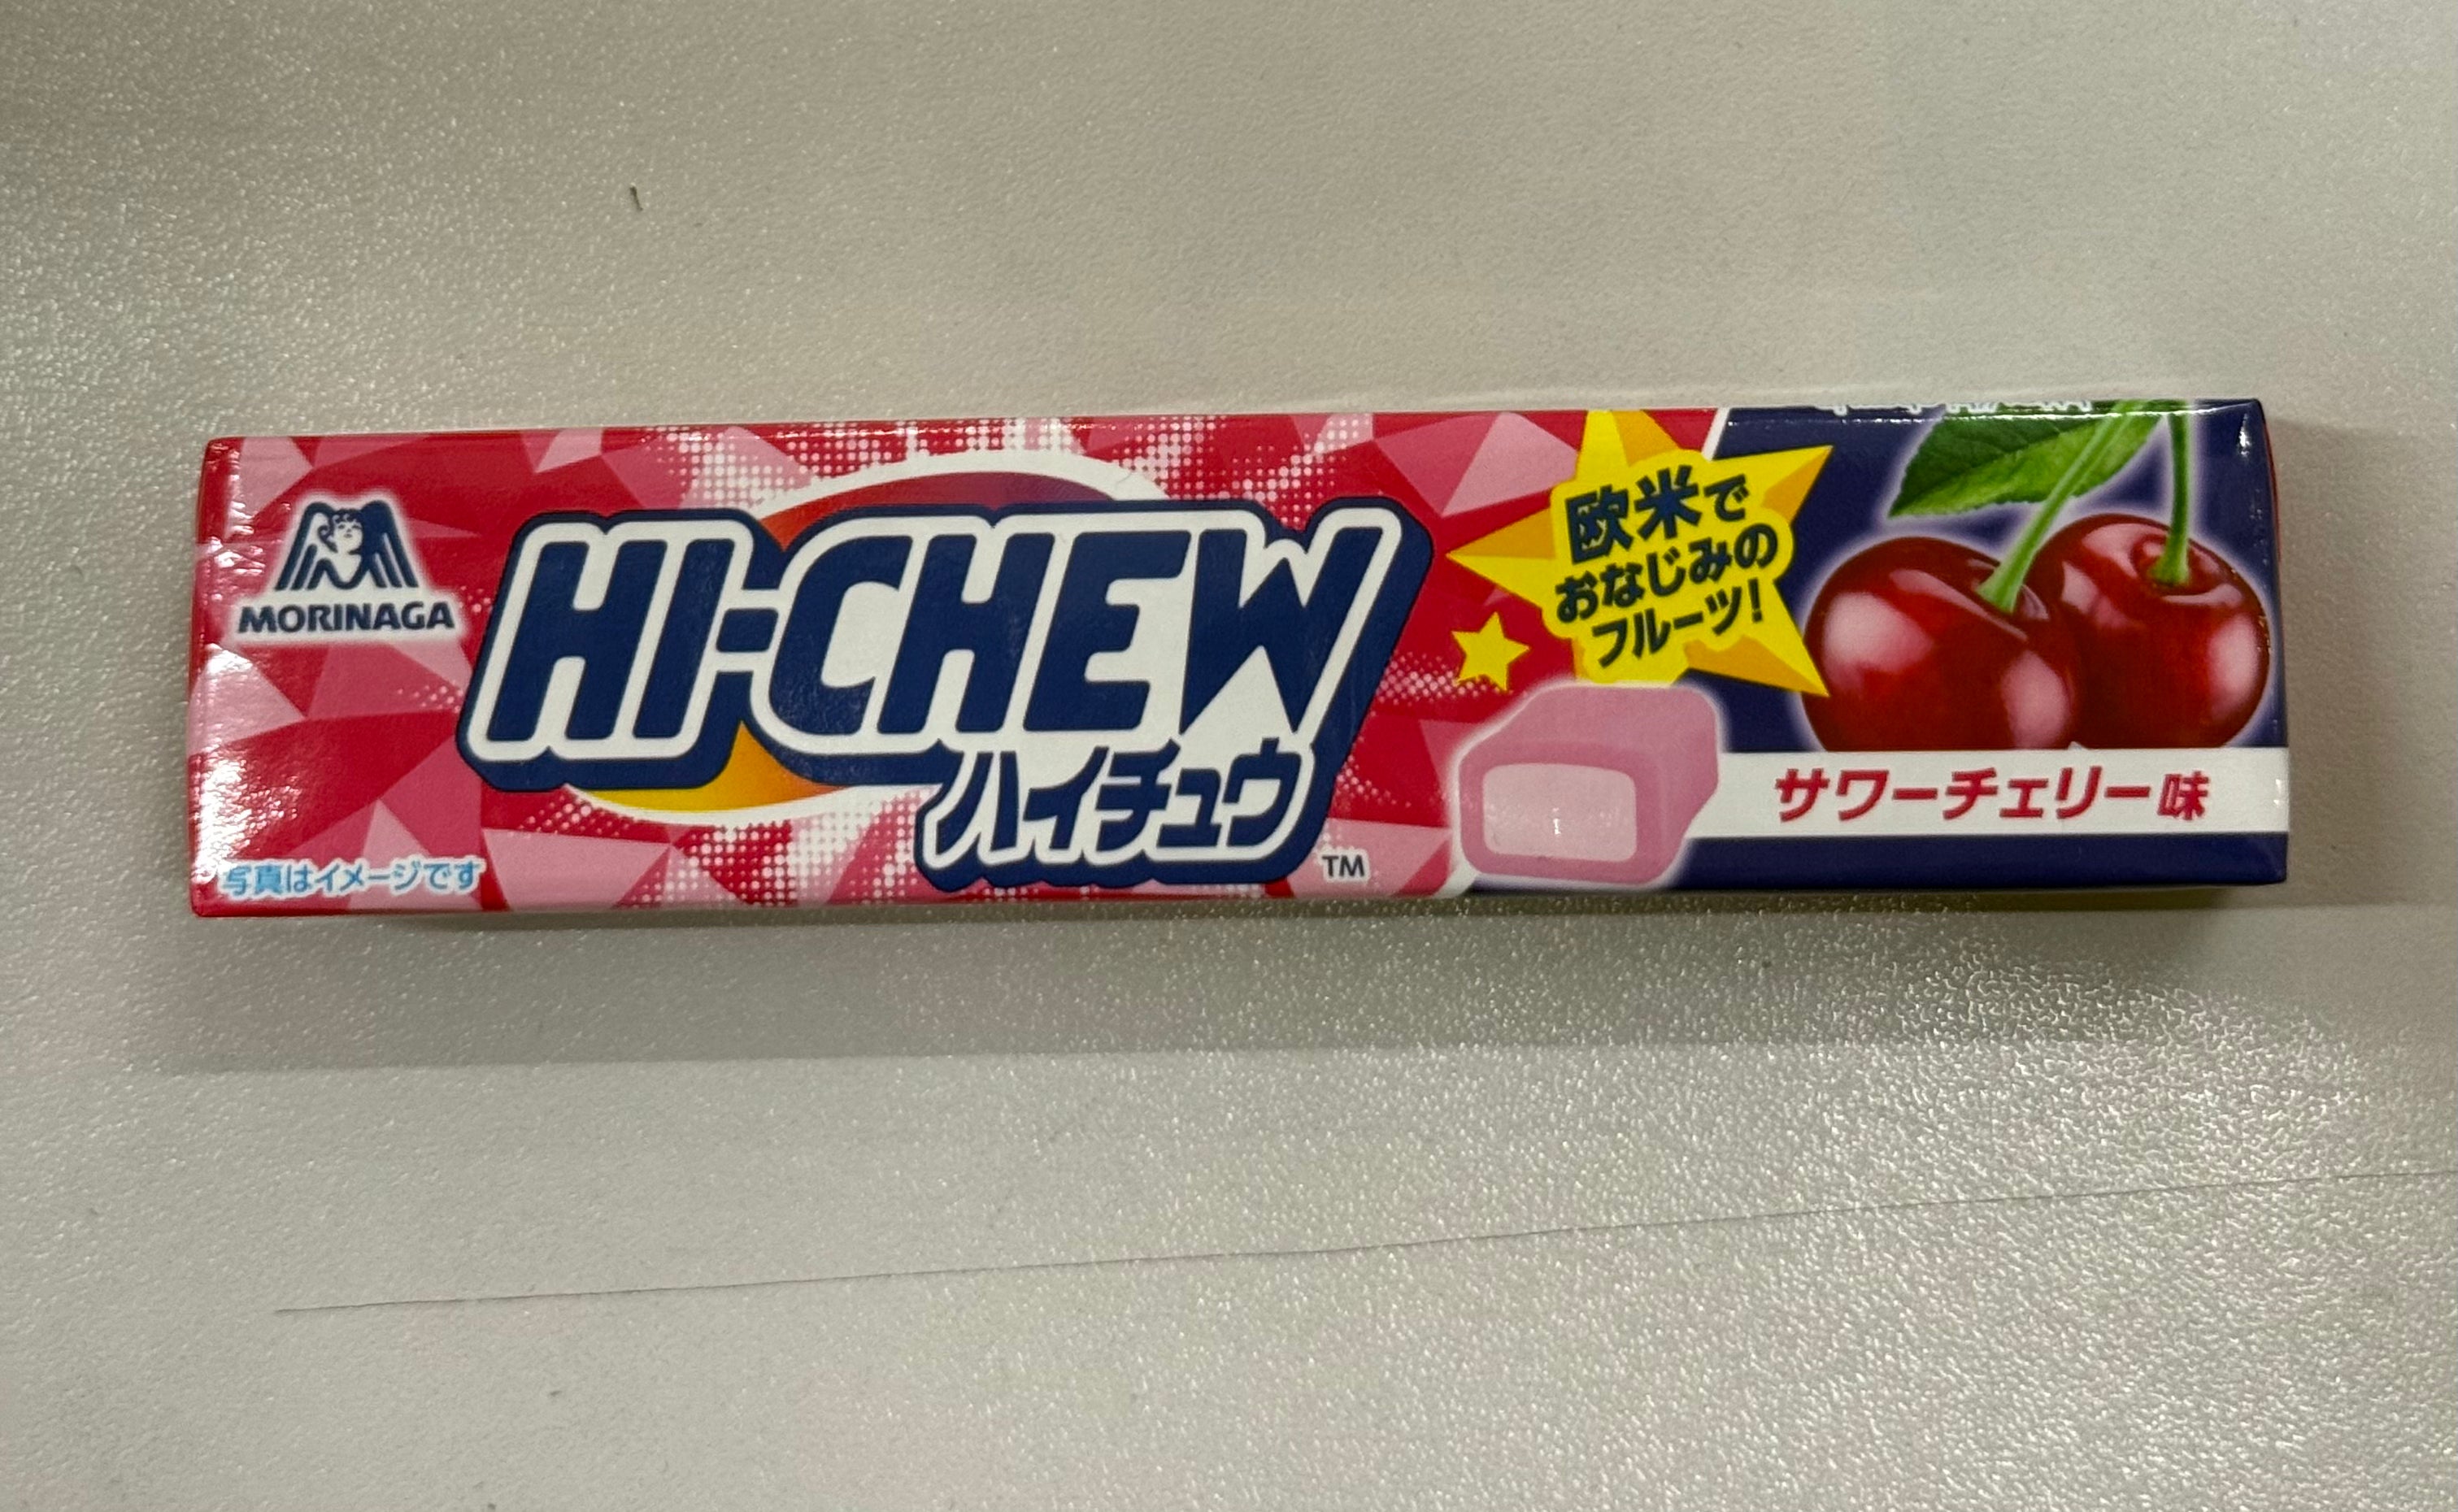 MORINAGA
HI-CHEW
ハイチュウ
TM
写真はイメージです
欧米で
おなじみの
フルーツ!
サワーチェリー味